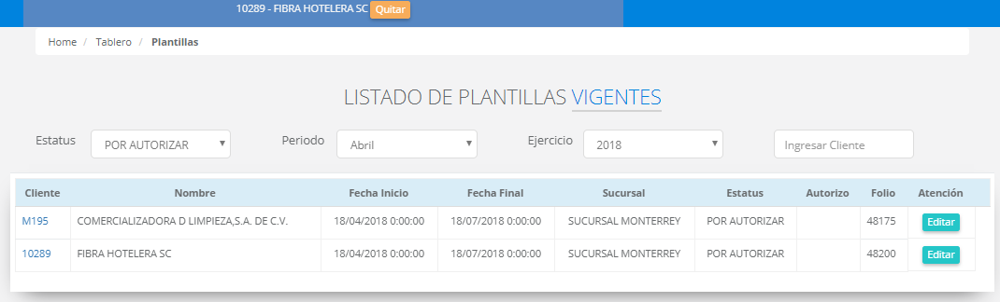 10289 - FIBRA HOTELERA SC Quitar
Home / Tablero / Plantillas
LISTADO DE PLANTILLAS VIGENTES
Estatus POR AUTORIZAR Periodo Abril Ejercicio 2018 Ingresar Cliente
Cliente Nombre Fecha Inicio Fecha Final Sucursal Estatus Autorizo Folio Atención
M195 COMERCIALIZADORA D LIMPIEZA,S.A. DE C.V. 18/04/2018 0:00:00 18/07/2018 0:00:00 SUCURSAL MONTERREY POR AUTORIZAR 48175 Editar
10289 FIBRA HOTELERA SC 18/04/2018 0:00:00 18/07/2018 0:00:00 SUCURSAL MONTERREY POR AUTORIZAR 48200 Editar